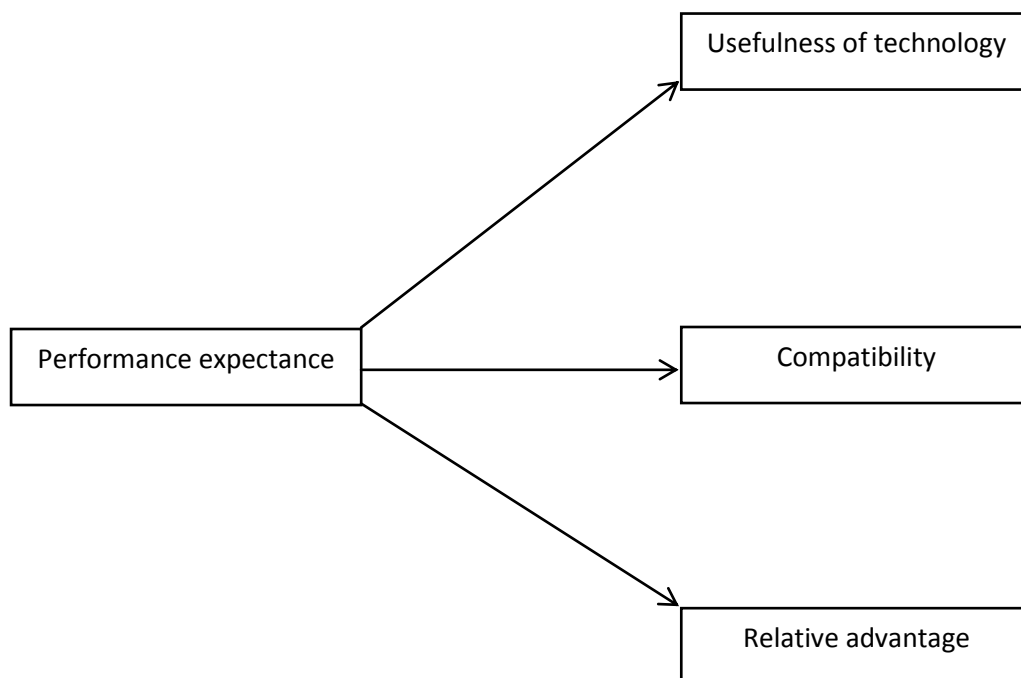 Usefulness of technology
Performance expectance
Compatibility
Relative advantage